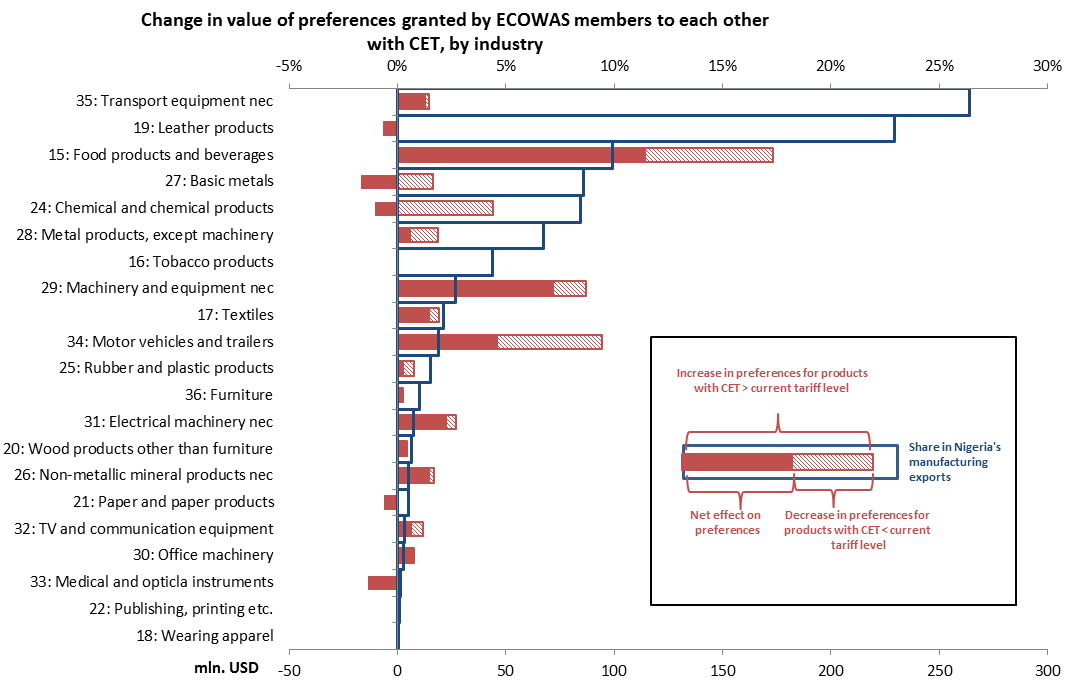 Change in value of preferences granted by ECOWAS members to each other
with CET, by industry
-5% 0% 5% 10% 15% 20% 25% 30%
35: Transport equipment nec
19: Leather products
15: Food products and beverages
27: Basic metals
24: Chemical and chemical products
28: Metal products, except machinery
16: Tobacco products
29: Machinery and equipment nec
17: Textiles
34: Motor vehicles and trailers
25: Rubber and plastic products
36: Furniture
31: Electrical machinery nec
20: Wood products other than furniture
26: Non-metallic mineral products nec
21: Paper and paper products
32: TV and communication equipment
30: Office machinery
33: Medical and opticla instruments
22: Publishing, printing etc.
18: Wearing apparel
mln. USD -50 0 50 100 150 200 250 300
Increase in preferences for products
with CET > current tariff level
Share in Nigeria's
manufacturing
exports
Net effect on
preferences
Decrease in preferences for
products with CET < current
tariff level